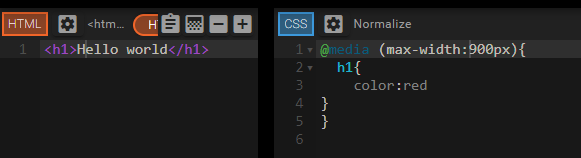 HTML <htm... H
1 <h1>Hello world</h1>
CSS Normalize
1 @media (max-width:900px){
2 h1{
3 color:red
4 }
5 }
6